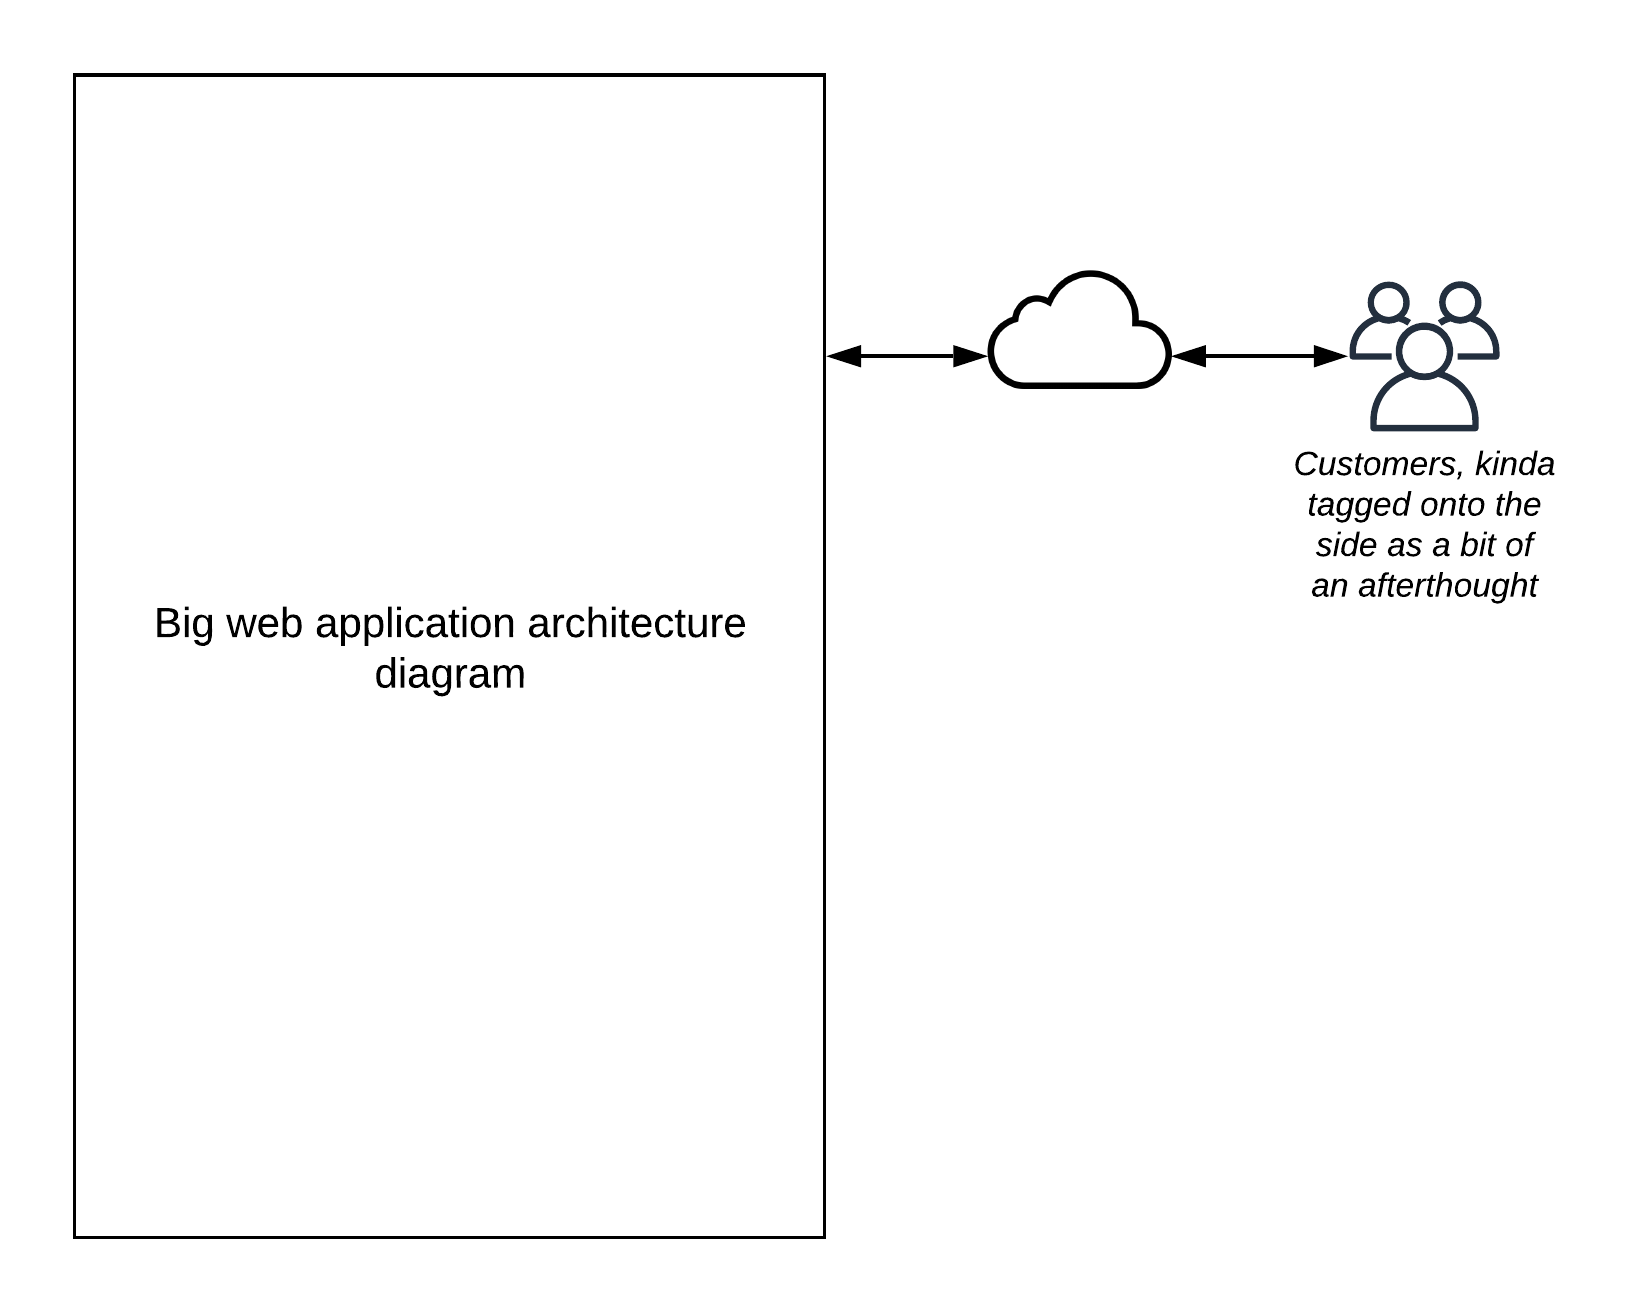 Big web application architecture
diagram
Customers, kinda
tagged onto the
side as a bit of
an afterthought